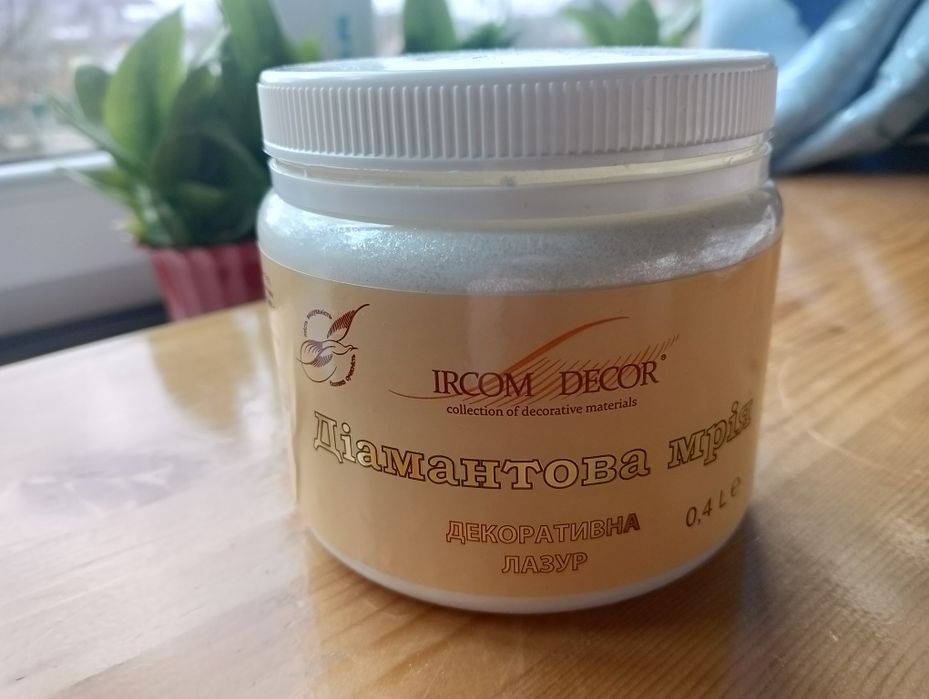 IRCOM DECOR®
collection of decorative materials
Діамантова мрія
0,4 L e
ДЕКОРАТИВНА
ЛАЗУР